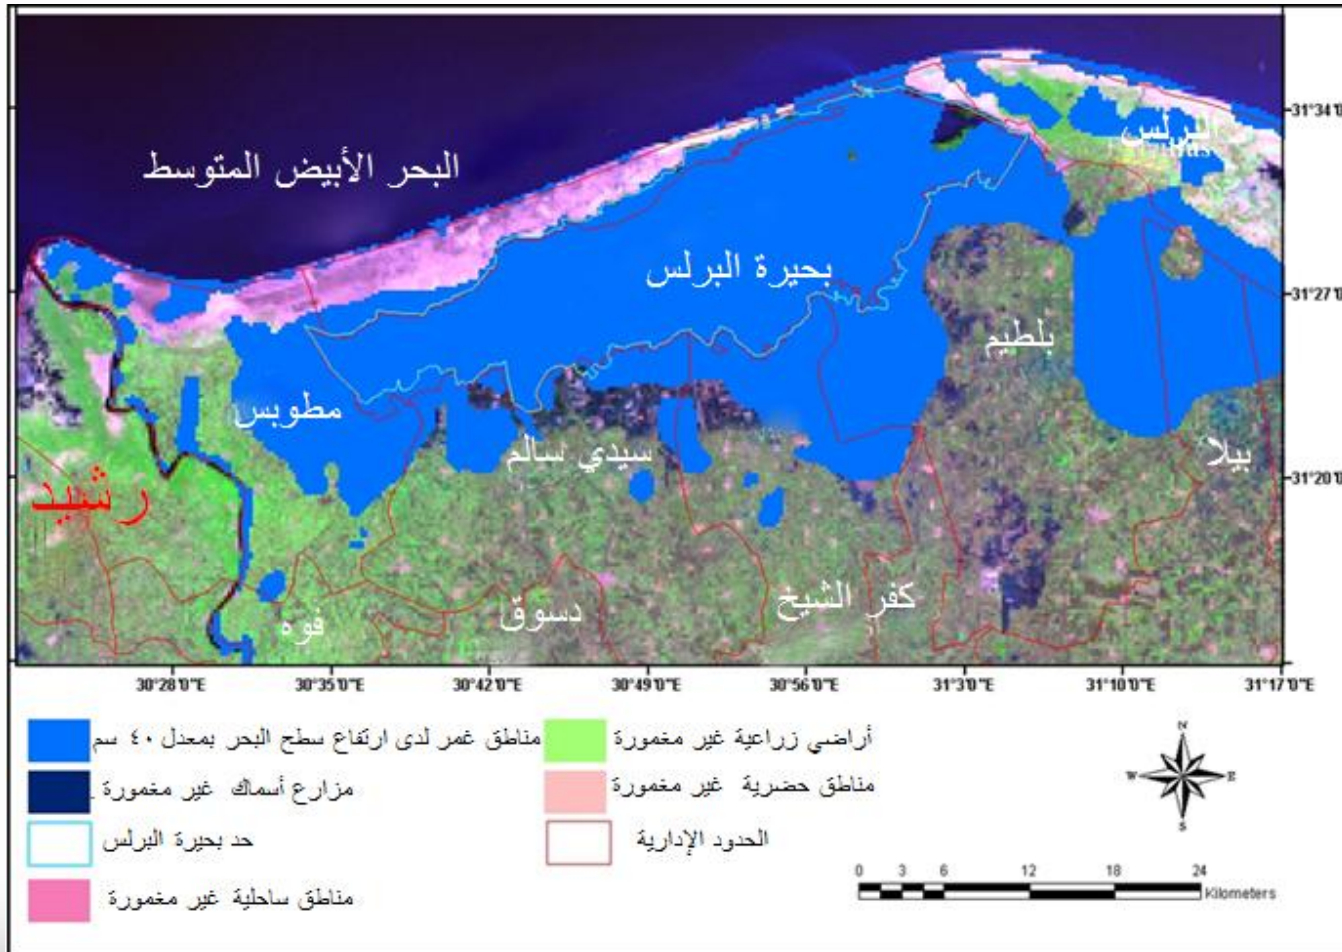 31°34'0"
البرلس
البحر الأبيض المتوسط
بحيرة البرلس
31°27'0"
بلطيم
مطوبس
سيدي سالم
بيلا
31°20'0"
رشيد
كفر الشيخ
دسوق
فوه
30°28'0"E 30°35'0"E 30°42'0"E 30°49'0"E 30°56'0"E 31°3'0"E 31°10'0"E 31°17'0"E
مناطق غمر لدى ارتفاع سطح البحر بمعدل ٤٠ سم
أراضي زراعية غير مغمورة
مزارع أسماك غير مغمورة
مناطق حضرية غير مغمورة
حد بحيرة البرلس
الحدود الإدارية
مناطق ساحلية غير مغمورة
N
W E
S
0 3 6 12 18 24
Kilometers